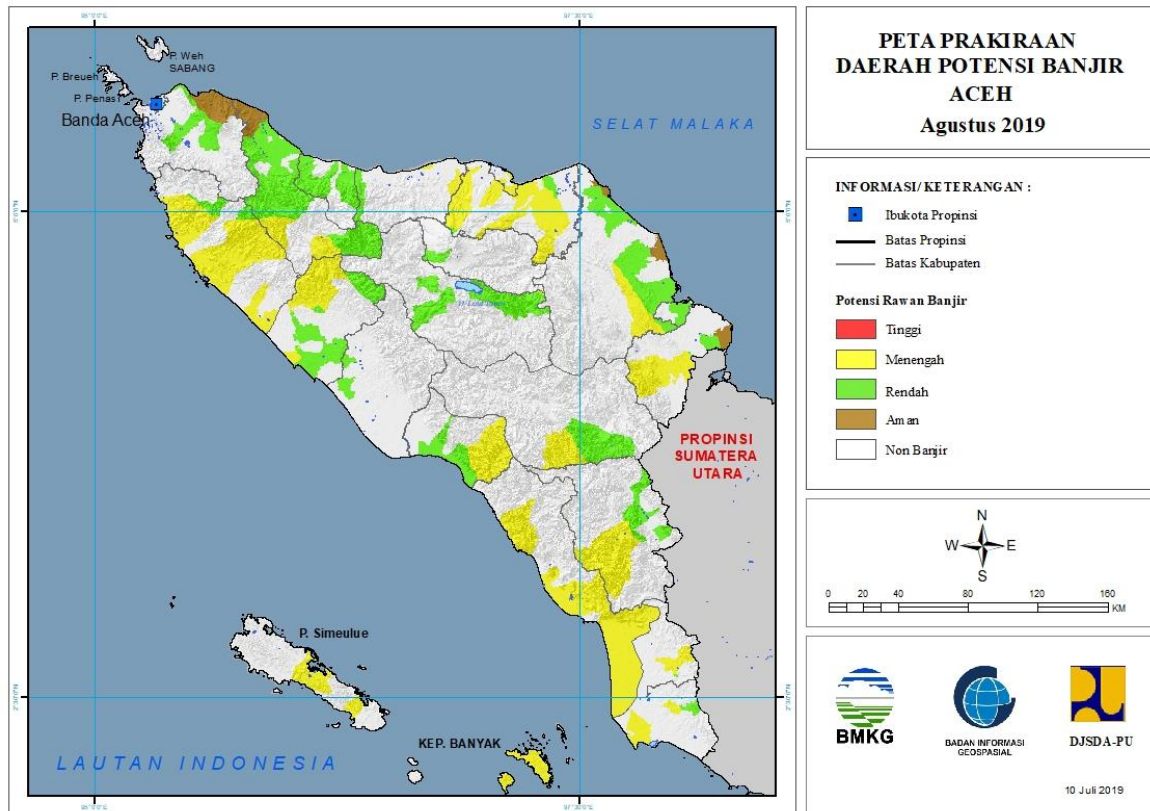 PETA PRAKIRAAN
DAERAH POTENSI BANJIR
ACEH
Agustus 2019
INFORMASI/ KETERANGAN :
Ibukota Propinsi
Batas Propinsi
Batas Kabupaten
Potensi Rawan Banjir
Tinggi
Menengah
Rendah
Aman
Non Banjir
N
W E
S
0 20 40 80 120 160
KM
BMKG
BADAN INFORMASI
GEOSPASIAL
DJSDA-PU
10 Juli 2019
P. Weh
SABANG
P. Breueh
Banda Aceh
SELAT MALAKA
PROPINSI
SUMATERA
UTARA
P. Simeulue
KEP. BANYAK
LAUTAN INDONESIA